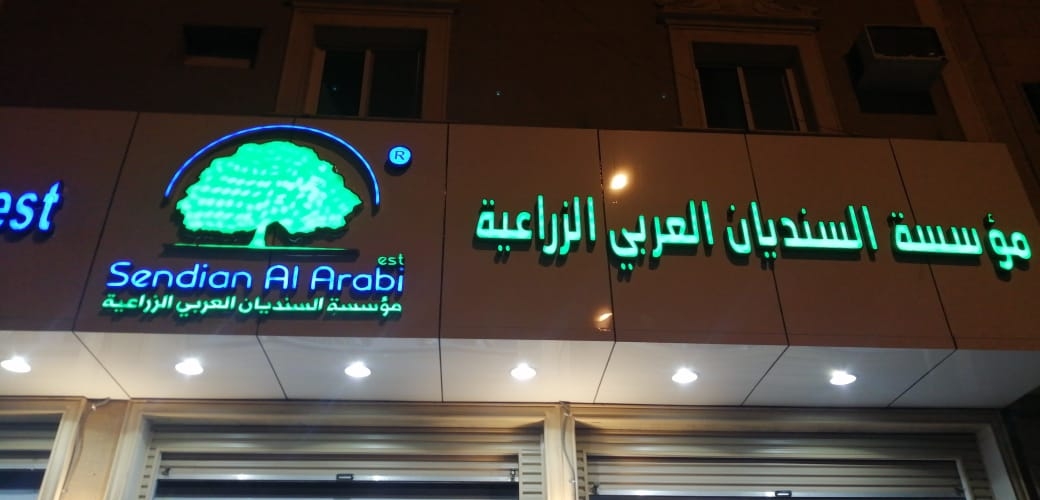 est
®
est
Sendian Al Arabi
مؤسسة السنديان العربي الزراعية
مؤسسة السنديان العربي الزراعية